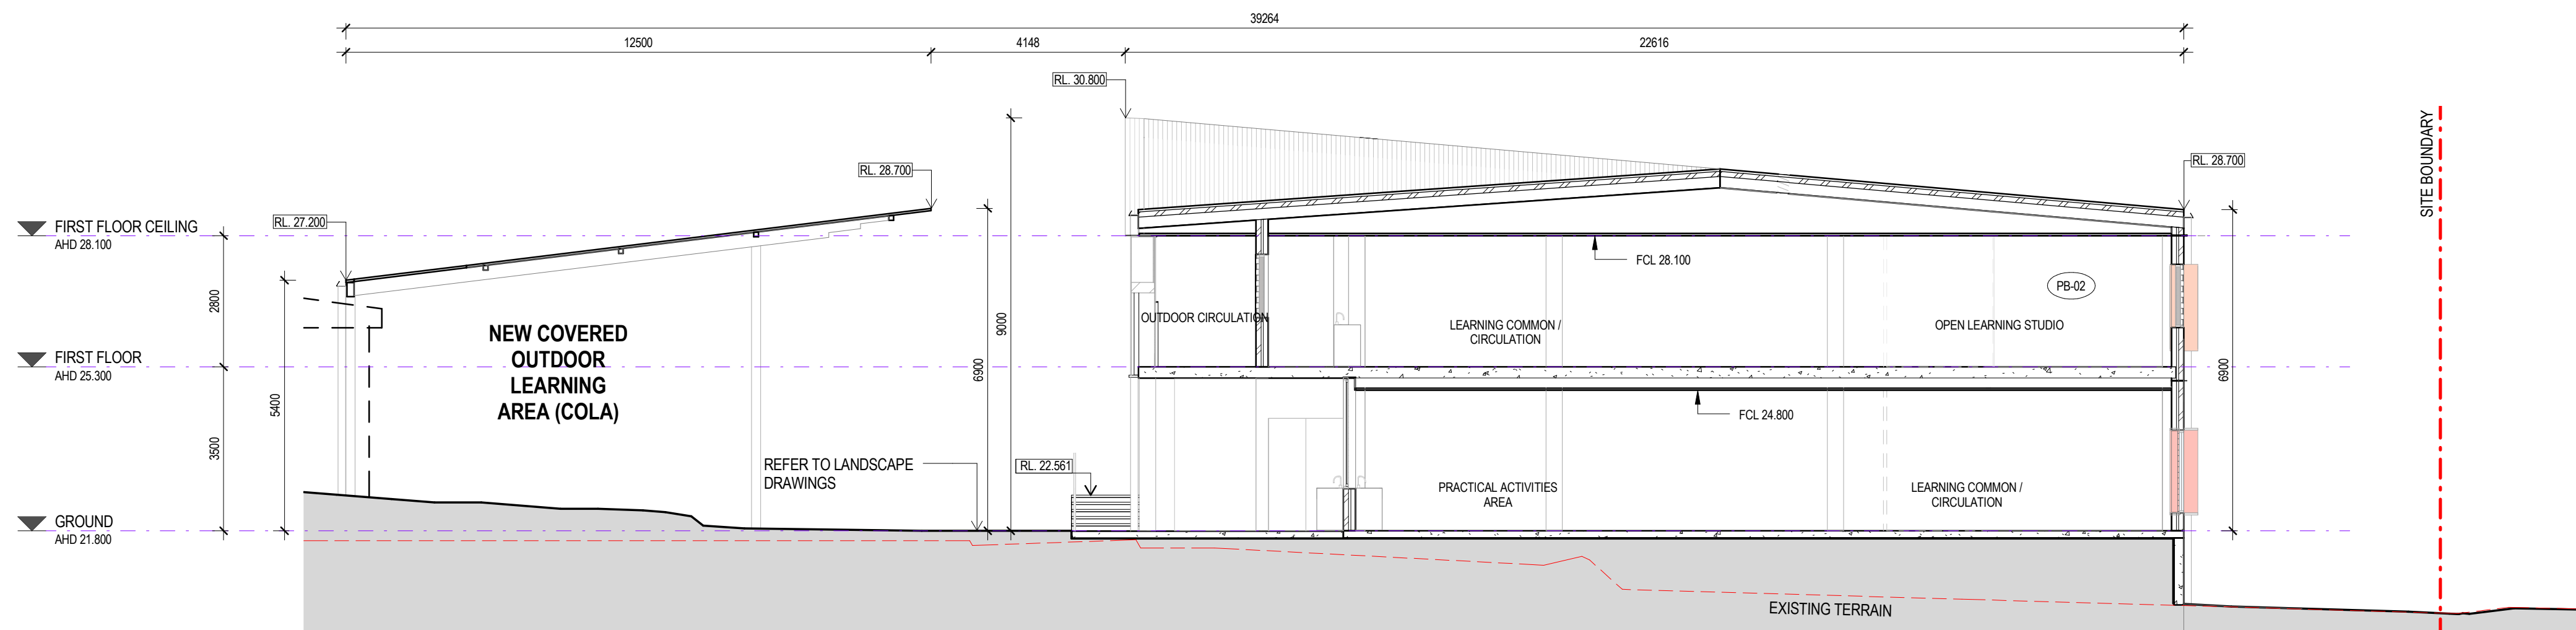 39264
12500
4148
22616
RL. 30.800
RL. 28.700
RL. 28.700
RL. 27.200
SITE BOUNDARY
FIRST FLOOR CEILING
AHD 28.100
FCL 28.100
PB-02
2800
9000
OUTDOOR CIRCULATION
LEARNING COMMON /
CIRCULATION
OPEN LEARNING STUDIO
NEW COVERED
OUTDOOR
LEARNING
AREA (COLA)
FIRST FLOOR
AHD 25.300
6900
6900
5400
FCL 24.800
3500
REFER TO LANDSCAPE
DRAWINGS
RL. 22.561
PRACTICAL ACTIVITIES
AREA
LEARNING COMMON /
CIRCULATION
GROUND
AHD 21.800
EXISTING TERRAIN